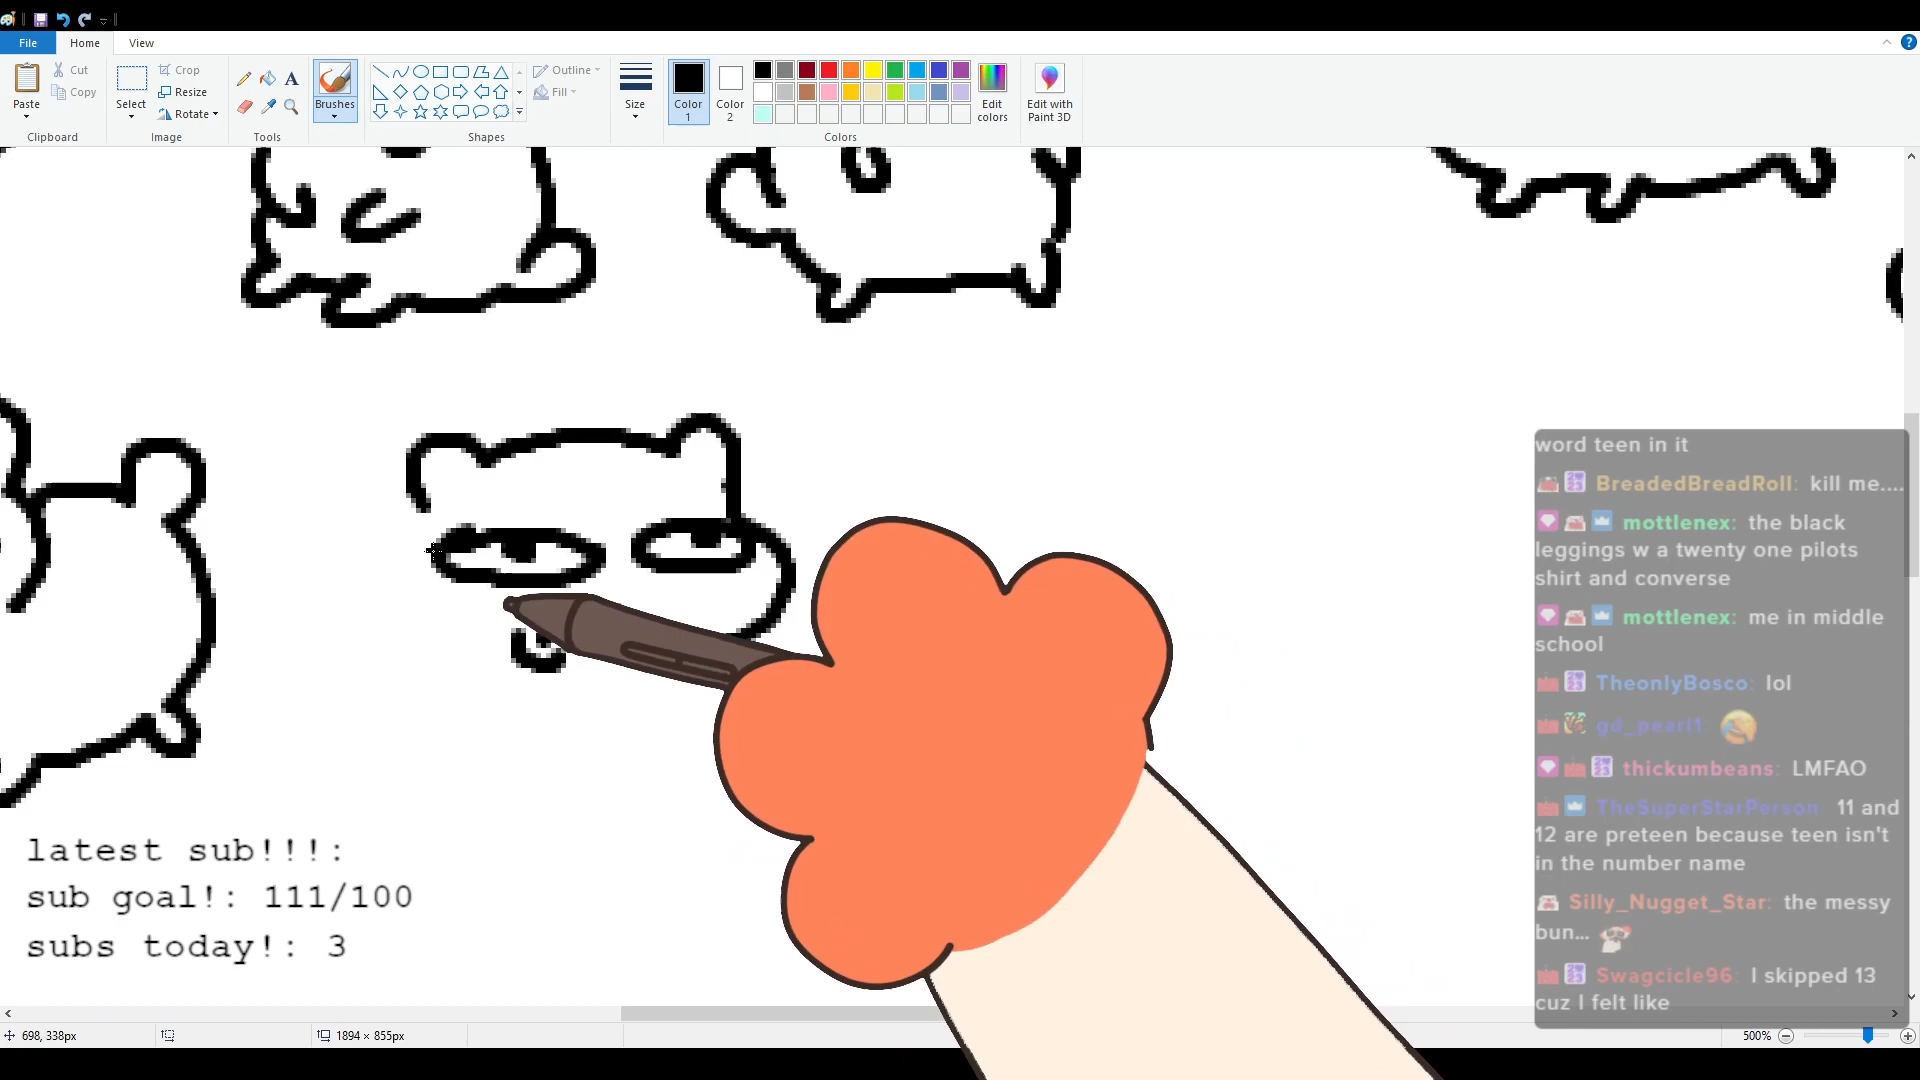 File Home View
Paste Cut Copy Clipboard
Select Crop Resize Rotate Image
Tools
Brushes
Outline Fill Shapes
Size
Color 1 Color 2 Edit colors Colors
Edit with Paint 3D
word teen in it
BreadedBreadRoll: kill me....
mottlenex: the black
leggings w a twenty one pilots
shirt and converse
mottlenex: me in middle
school
TheonlyBosco: lol
gd_pearl1
thickumbeans: LMFAO
TheSuperStarPerson: 11 and
12 are preteen because teen isn't
in the number name
Silly_Nugget_Star: the messy
bun...
Swagcicle96: I skipped 13
cuz I felt like
latest sub!!!:
sub goal!: 111/100
subs today!: 3
698, 338px 1894 × 855px 500%